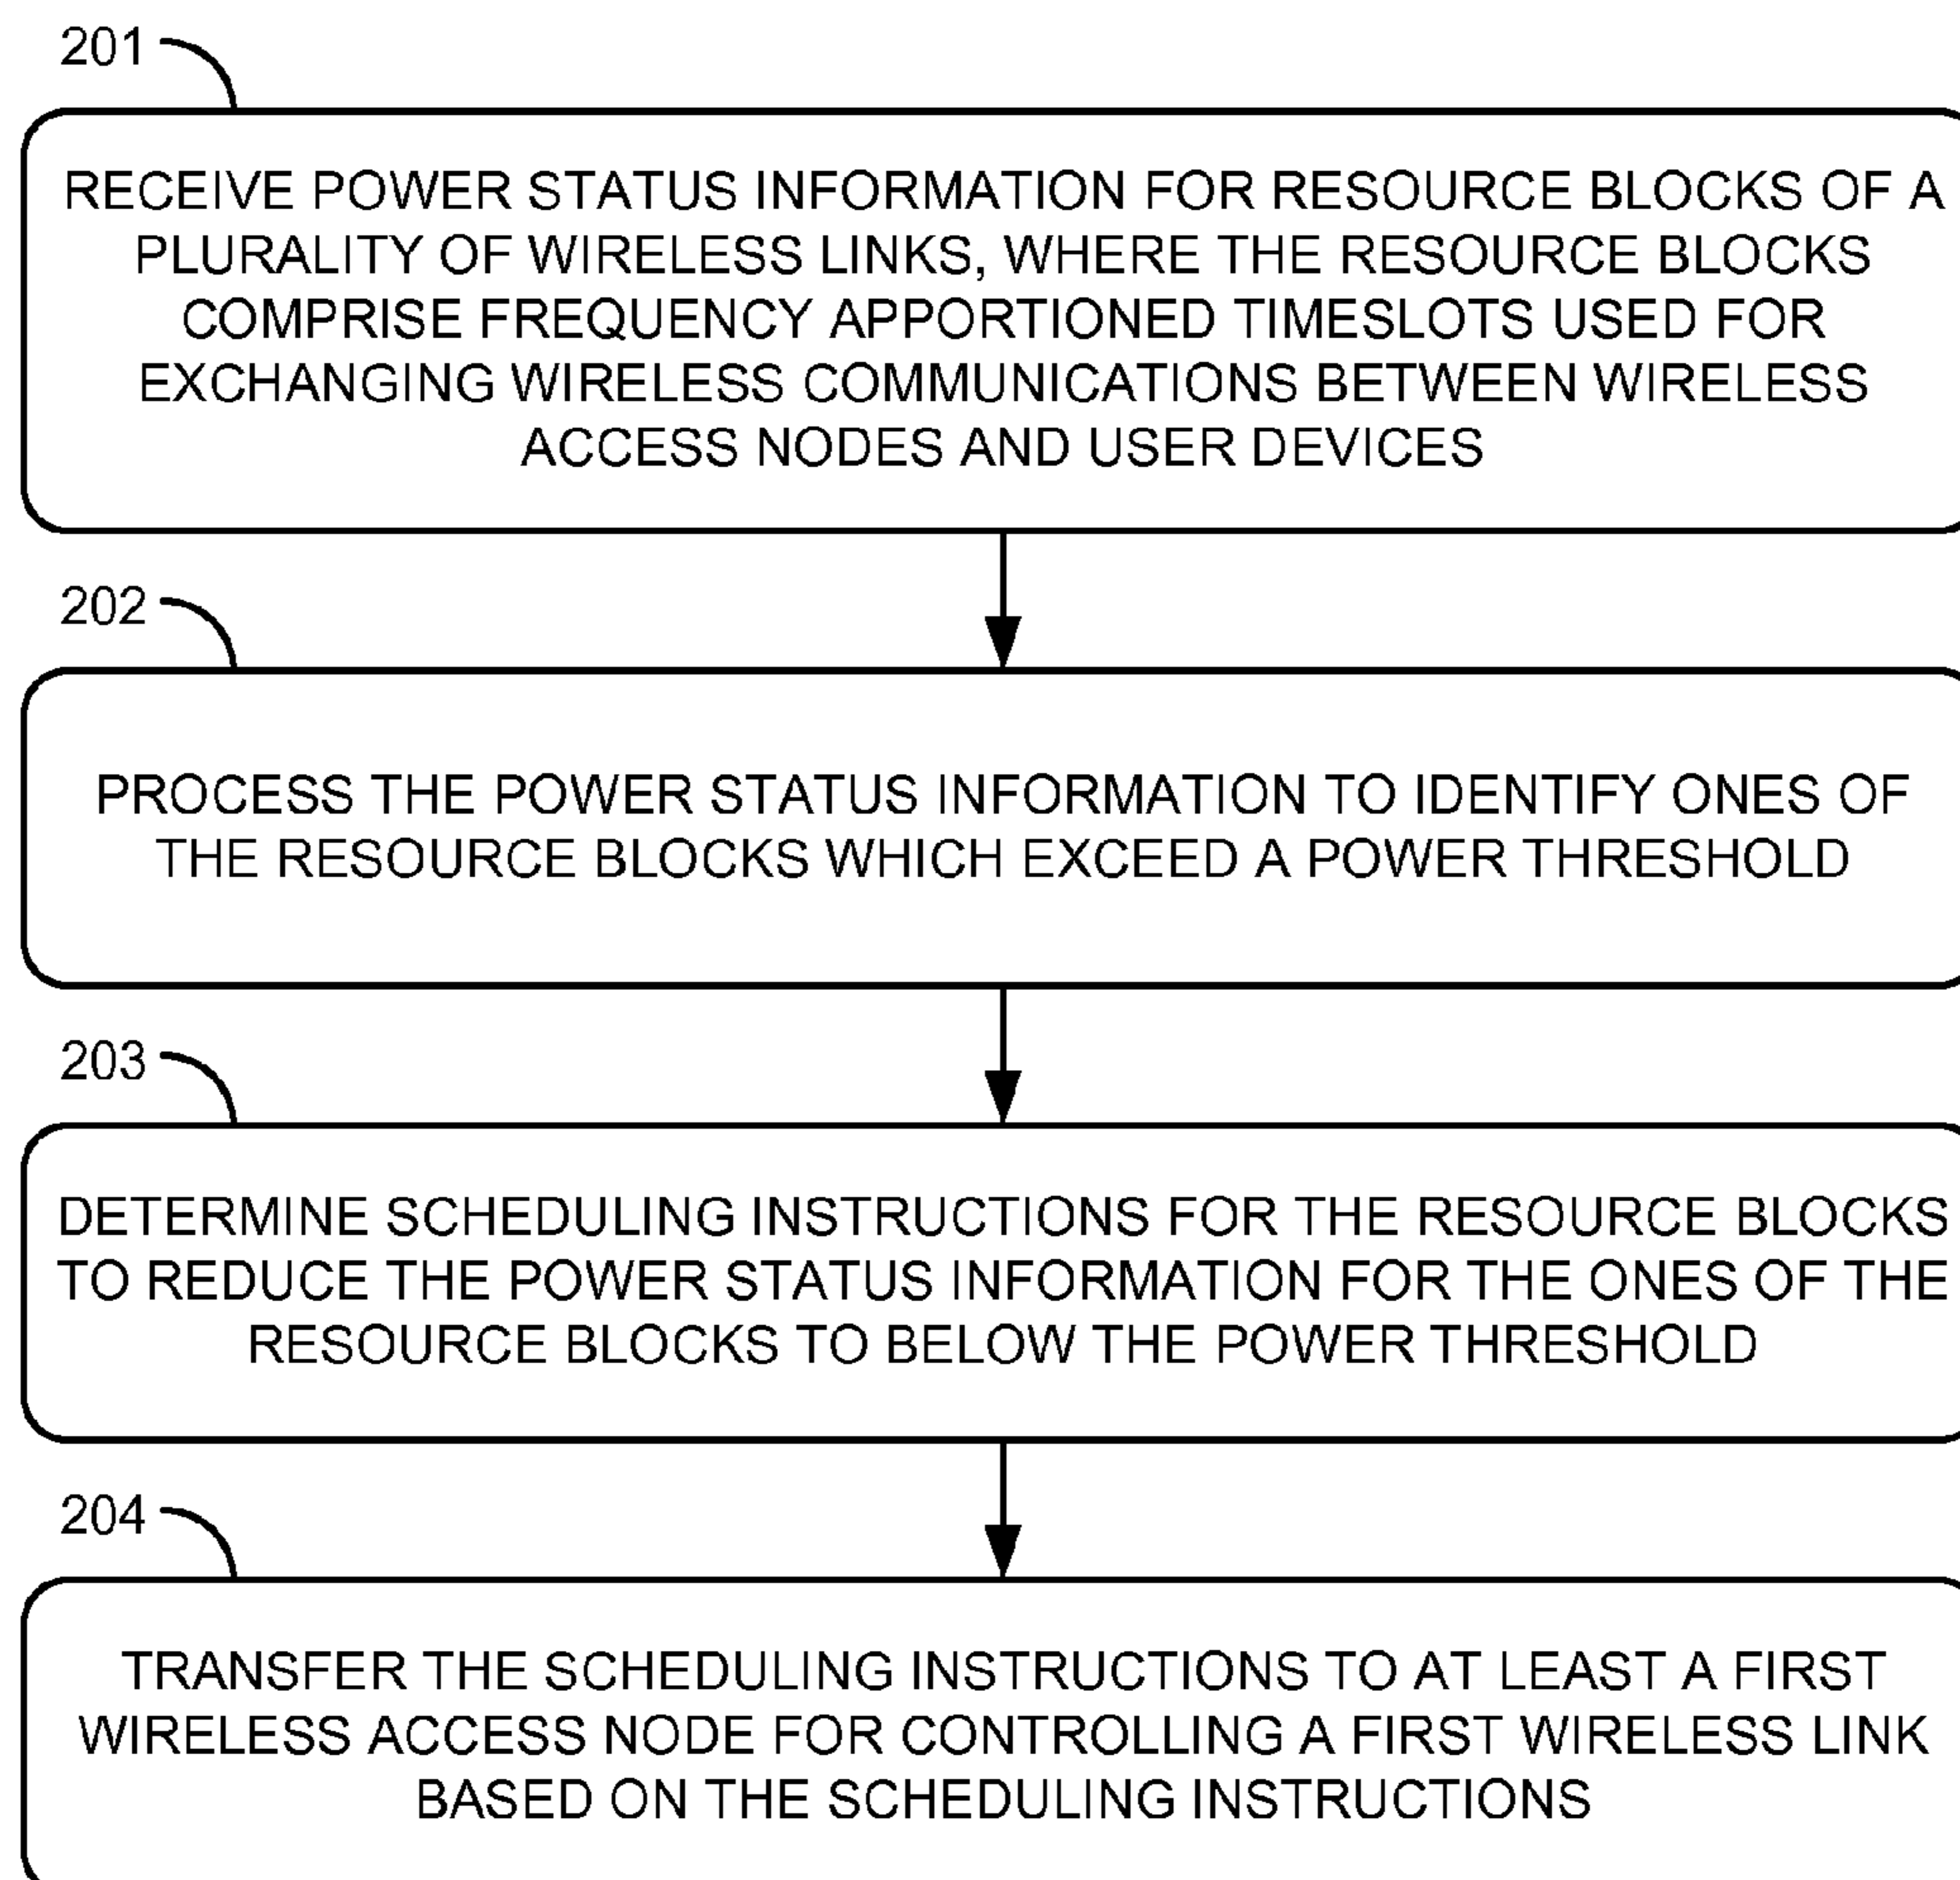 201
RECEIVE POWER STATUS INFORMATION FOR RESOURCE BLOCKS OF A
PLURALITY OF WIRELESS LINKS, WHERE THE RESOURCE BLOCKS
COMPRISE FREQUENCY APPORTIONED TIMESLOTS USED FOR
EXCHANGING WIRELESS COMMUNICATIONS BETWEEN WIRELESS
ACCESS NODES AND USER DEVICES
202
PROCESS THE POWER STATUS INFORMATION TO IDENTIFY ONES OF
THE RESOURCE BLOCKS WHICH EXCEED A POWER THRESHOLD
203
DETERMINE SCHEDULING INSTRUCTIONS FOR THE RESOURCE BLOCKS
TO REDUCE THE POWER STATUS INFORMATION FOR THE ONES OF THE
RESOURCE BLOCKS TO BELOW THE POWER THRESHOLD
204
TRANSFER THE SCHEDULING INSTRUCTIONS TO AT LEAST A FIRST
WIRELESS ACCESS NODE FOR CONTROLLING A FIRST WIRELESS LINK
BASED ON THE SCHEDULING INSTRUCTIONS